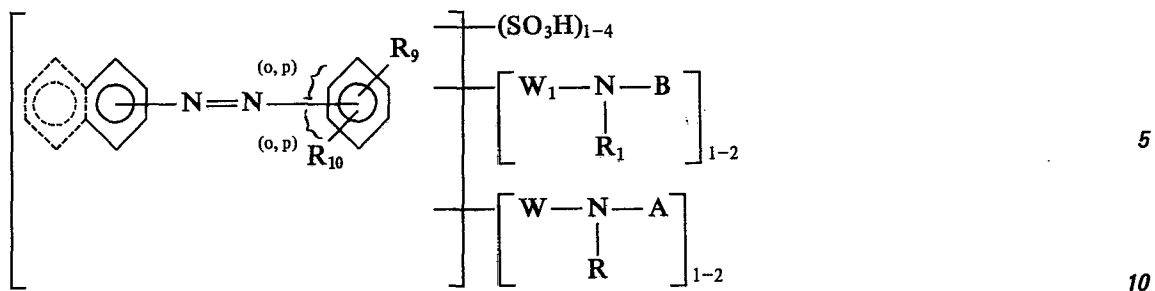 (SO₃H)₁₋₄
R₉
(o, p)
N=N
W₁—N—B
R₁
1-2
5
(o, p)
R₁₀
W—N—A
R
1-2
10